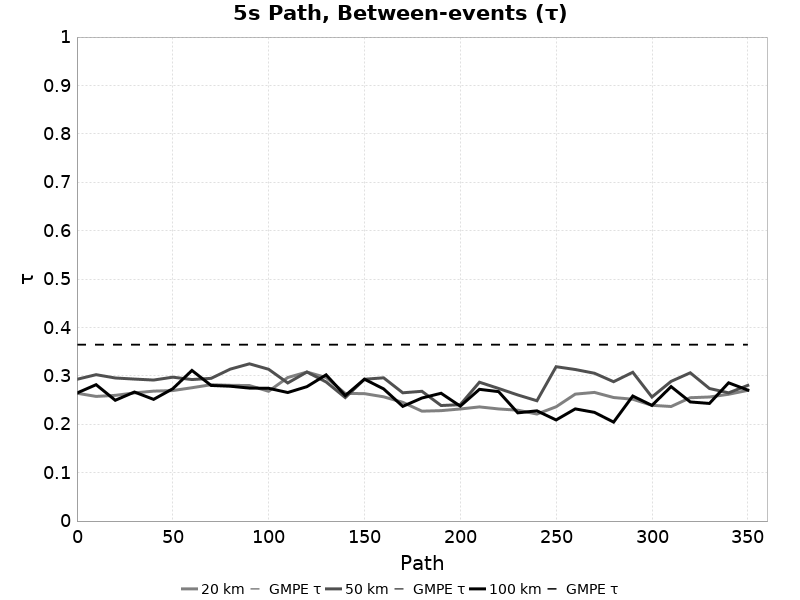 5s Path, Between-events (τ)
1
0.9
0.8
0.7
0.6
0.5
0.4
0.3
0.2
0.1
0
τ
0 50 100 150 200 250 300 350
Path
20 km GMPE τ 50 km GMPE τ 100 km GMPE τ